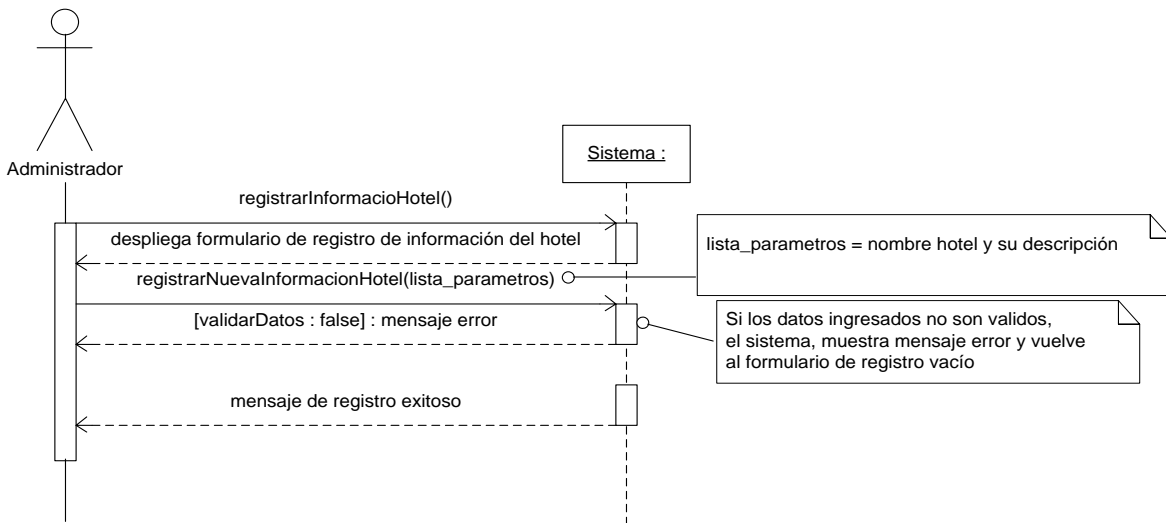 Administrador
Sistema :
registrarInformacioHotel()
despliega formulario de registro de información del hotel
lista_parametros = nombre hotel y su descripción
registrarNuevaInformacionHotel(lista_parametros)
[validarDatos : false] : mensaje error
Si los datos ingresados no son validos,
el sistema, muestra mensaje error y vuelve
al formulario de registro vacío
mensaje de registro exitoso